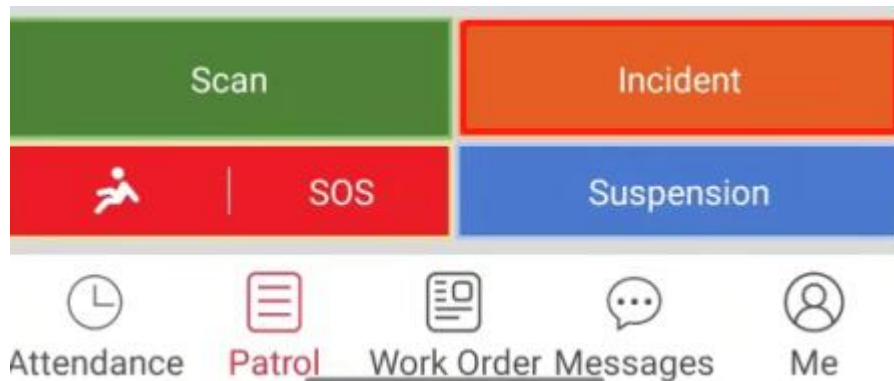 Scan
Incident
SOS
Suspension
Attendance
Patrol
Work Order
Messages
Me